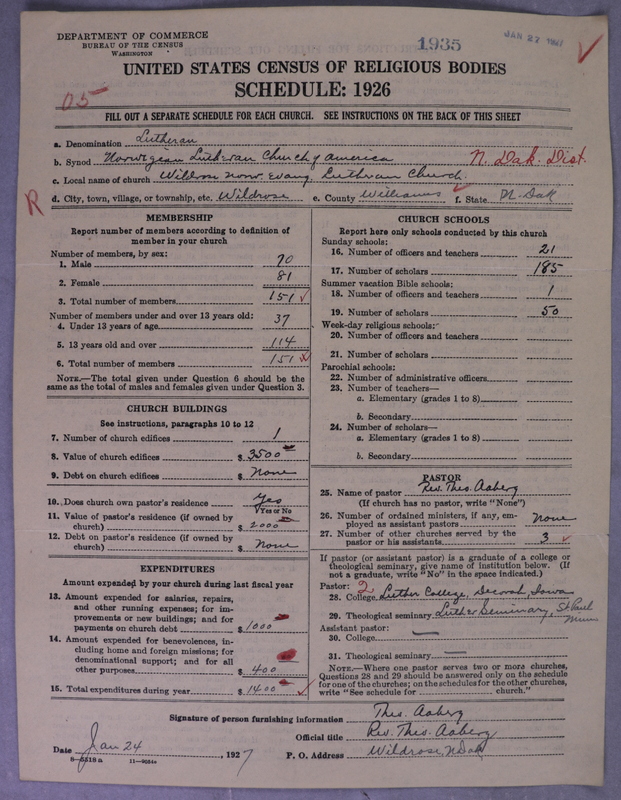 DEPARTMENT OF COMMERCE
BUREAU OF THE CENSUS
WASHINGTON
1935
JAN 27 1927
UNITED STATES CENSUS OF RELIGIOUS BODIES
SCHEDULE: 1926
05-
FILL OUT A SEPARATE SCHEDULE FOR EACH CHURCH. SEE INSTRUCTIONS ON THE BACK OF THIS SHEET
a. Denomination Lutheran
b. Synod Norwegian Lutheran Church of America N. Dak. Dist.
c. Local name of church Wildrose Norw. Evang. Lutheran Church.
R
d. City, town, village, or township, etc. Wildrose e. County Williams f. State N. Dak
MEMBERSHIP
Report number of members according to definition of
member in your church
Number of members, by sex:
1. Male 70
2. Female 81
3. Total number of members 151
Number of members under and over 13 years old:
4. Under 13 years of age 37
5. 13 years old and over 114
6. Total number of members 151
NOTE.—The total given under Question 6 should be the
same as the total of males and females given under Question 3.
CHURCH BUILDINGS
See instructions, paragraphs 10 to 12
7. Number of church edifices 1
8. Value of church edifices $ 3500
9. Debt on church edifices $ None
10. Does church own pastor's residence Yes
Yes or No
11. Value of pastor's residence (if owned by
church) $ 2000
12. Debt on pastor's residence (if owned by
church) $ None
EXPENDITURES
Amount expended by your church during last fiscal year
13. Amount expended for salaries, repairs,
and other running expenses; for im-
provements or new buildings; and for
payments on church debt $ 1000
14. Amount expended for benevolences, in-
cluding home and foreign missions; for
denominational support; and for all
other purposes $ 400
15. Total expenditures during year $ 1400
CHURCH SCHOOLS
Report here only schools conducted by this church
Sunday schools:
16. Number of officers and teachers 21
17. Number of scholars 185
Summer vacation Bible schools:
18. Number of officers and teachers 1
19. Number of scholars 50
Week-day religious schools:
20. Number of officers and teachers
21. Number of scholars
Parochial schools:
22. Number of administrative officers
23. Number of teachers—
a. Elementary (grades 1 to 8)
b. Secondary
24. Number of scholars—
a. Elementary (grades 1 to 8)
b. Secondary
PASTOR
25. Name of pastor Rev. Theo. Aaberg
(If church has no pastor, write "None")
26. Number of ordained ministers, if any, em-
ployed as assistant pastors None
27. Number of other churches served by the
pastor or his assistants 3
If pastor (or assistant pastor) is a graduate of a college or
theological seminary, give name of institution below. (If
not a graduate, write "No" in the space indicated.)
Pastor: 2
28. College Luther College, Decorah, Iowa
29. Theological seminary Luther Seminary, St Paul Minn
Assistant pastor:
30. College —
31. Theological seminary —
NOTE.—Where one pastor serves two or more churches,
Questions 28 and 29 should be answered only on the schedule
for one of the churches; on the schedules for the other churches,
write "See schedule for church."
Signature of person furnishing information Theo. Aaberg
Official title Rev. Theo. Aaberg
Date Jan 24, 1927 P. O. Address Wildrose, N Dak
8—5518 a 11—9054